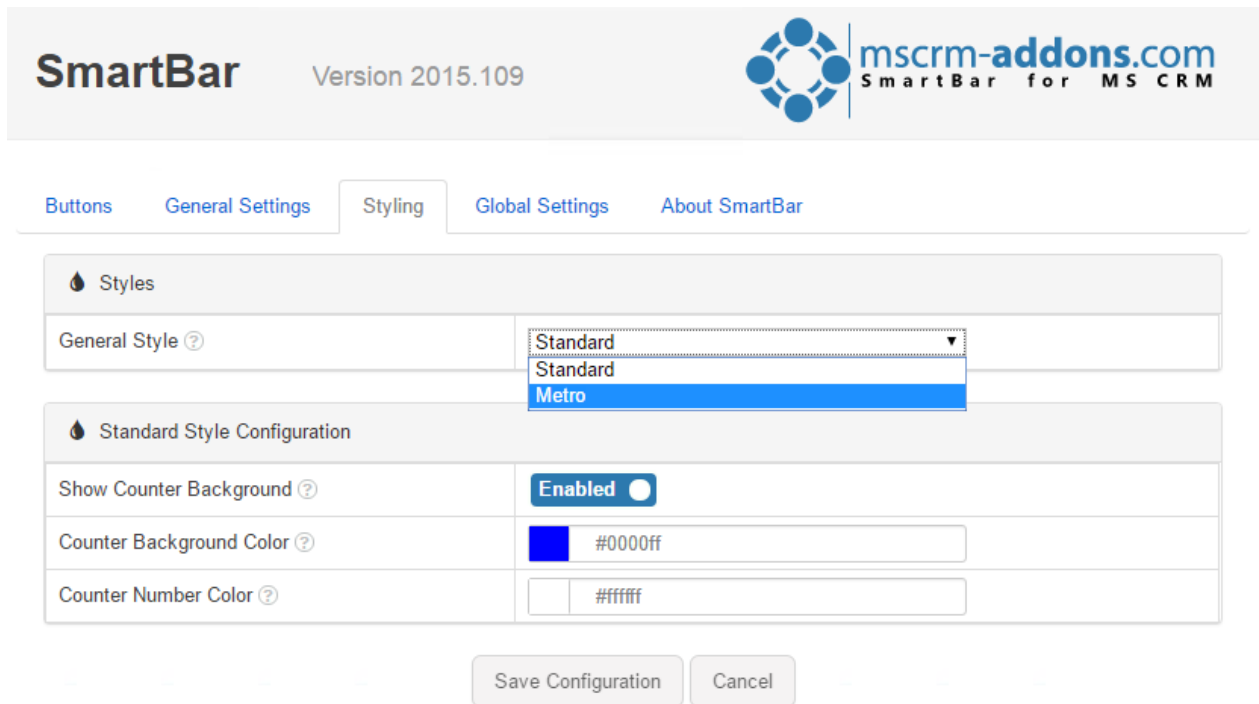 SmartBar Version 2015.109
mscrm-addons.com
SmartBar for MS CRM
Buttons General Settings Styling Global Settings About SmartBar
Styles
General Style ? Standard
Standard
Metro
Standard Style Configuration
Show Counter Background ? Enabled
Counter Background Color ? #0000ff
Counter Number Color ? #ffffff
Save Configuration Cancel